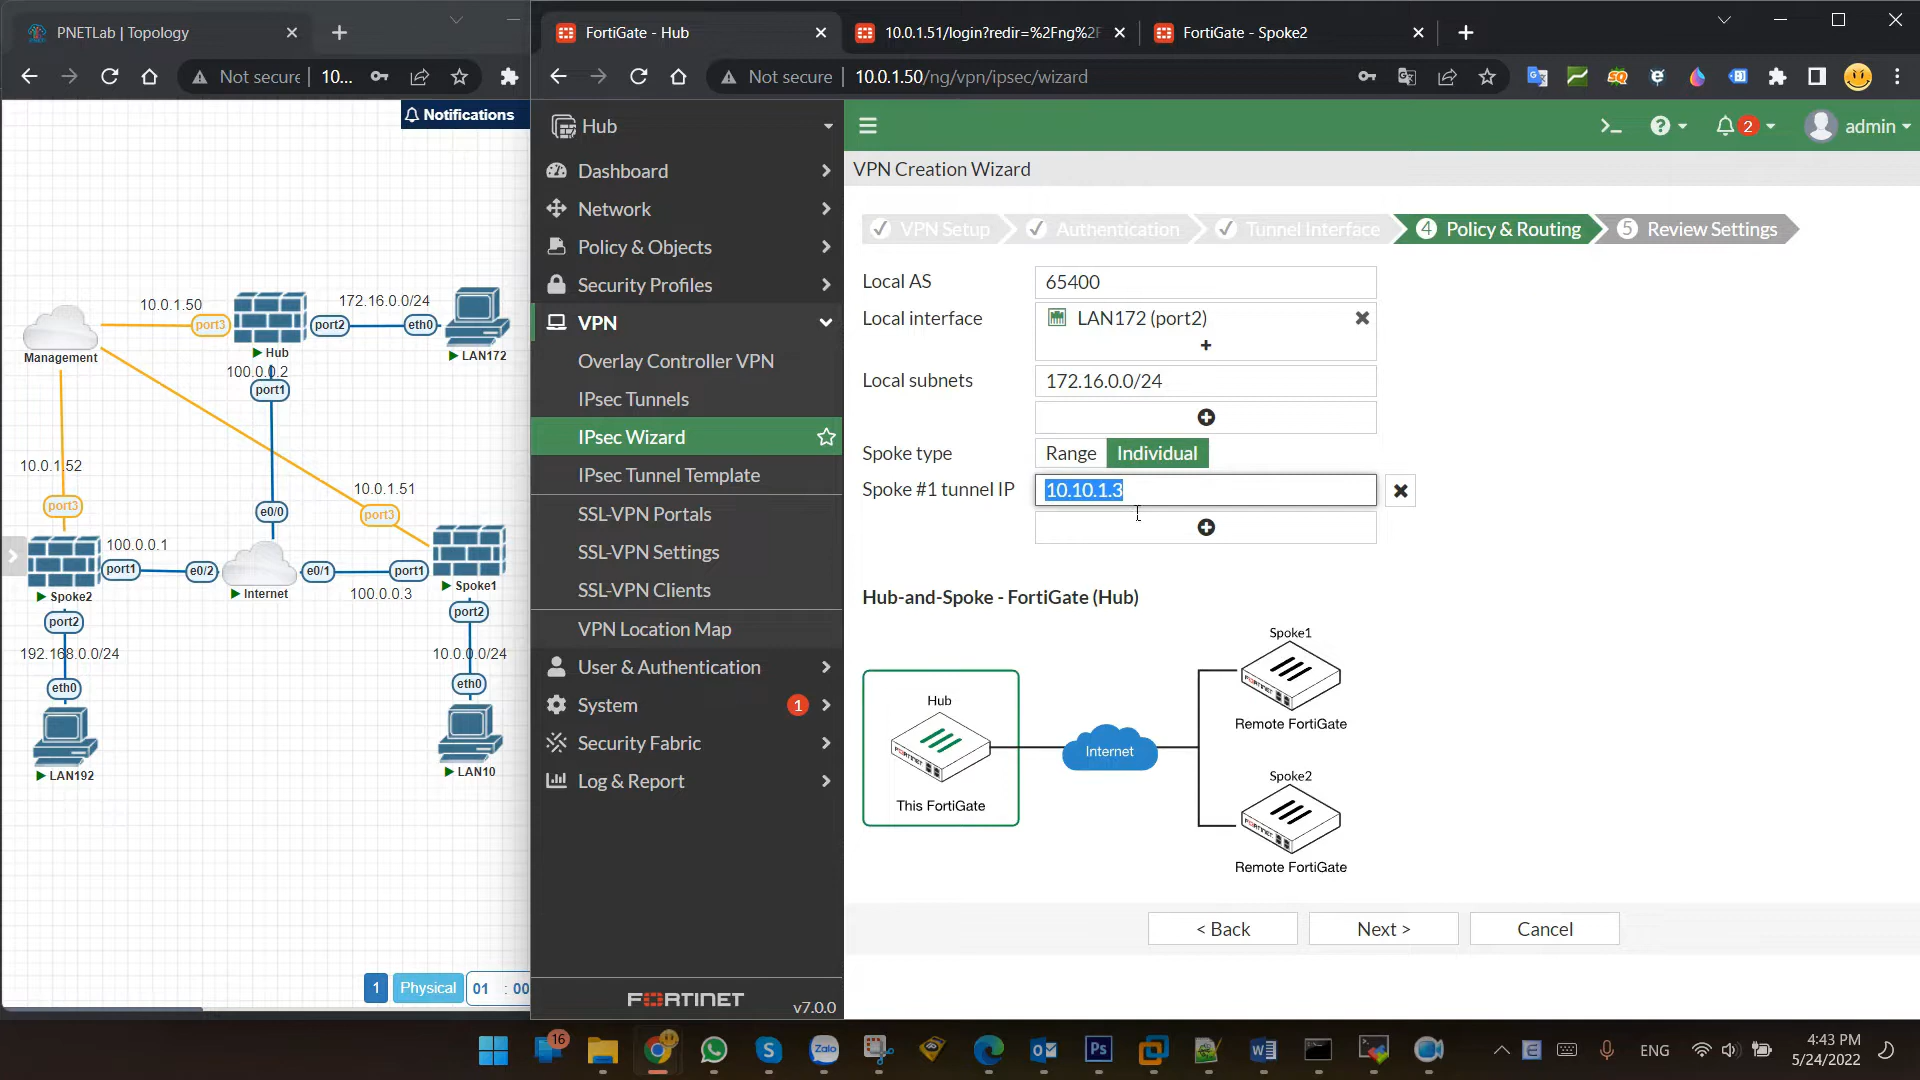 PNETLab | Topology
FortiGate - Hub
10.0.1.51/login?redir=%2Fng%2F
FortiGate - Spoke2
Not secure
10...
Not secure
10.0.1.50/ng/vpn/ipsec/wizard
Notifications
Hub
2
admin
Dashboard
Network
Policy & Objects
Security Profiles
VPN
Overlay Controller VPN
IPsec Tunnels
IPsec Wizard
IPsec Tunnel Template
SSL-VPN Portals
SSL-VPN Settings
SSL-VPN Clients
VPN Location Map
User & Authentication
System
1
Security Fabric
Log & Report
FORTINET
v7.0.0
VPN Creation Wizard
VPN Setup
Authentication
Tunnel Interface
4 Policy & Routing
5 Review Settings
Local AS
65400
Local interface
LAN172 (port2)
Local subnets
172.16.0.0/24
Spoke type
Range
Individual
Spoke #1 tunnel IP
10.10.1.3
Hub-and-Spoke - FortiGate (Hub)
Hub
This FortiGate
Internet
Spoke1
Remote FortiGate
Spoke2
Remote FortiGate
< Back
Next >
Cancel
10.0.1.50
172.16.0.0/24
port3
port2
eth0
Management
Hub
LAN172
100.0.0.2
port1
10.0.1.52
10.0.1.51
port3
port3
e0/0
100.0.0.1
port1
e0/2
e0/1
port1
Spoke2
Internet
100.0.0.3
Spoke1
port2
port2
192.168.0.0/24
10.0.0.0/24
eth0
eth0
LAN192
LAN10
1
Physical
01 : 00
16
Zalo
Ps
ENG
4:43 PM
5/24/2022